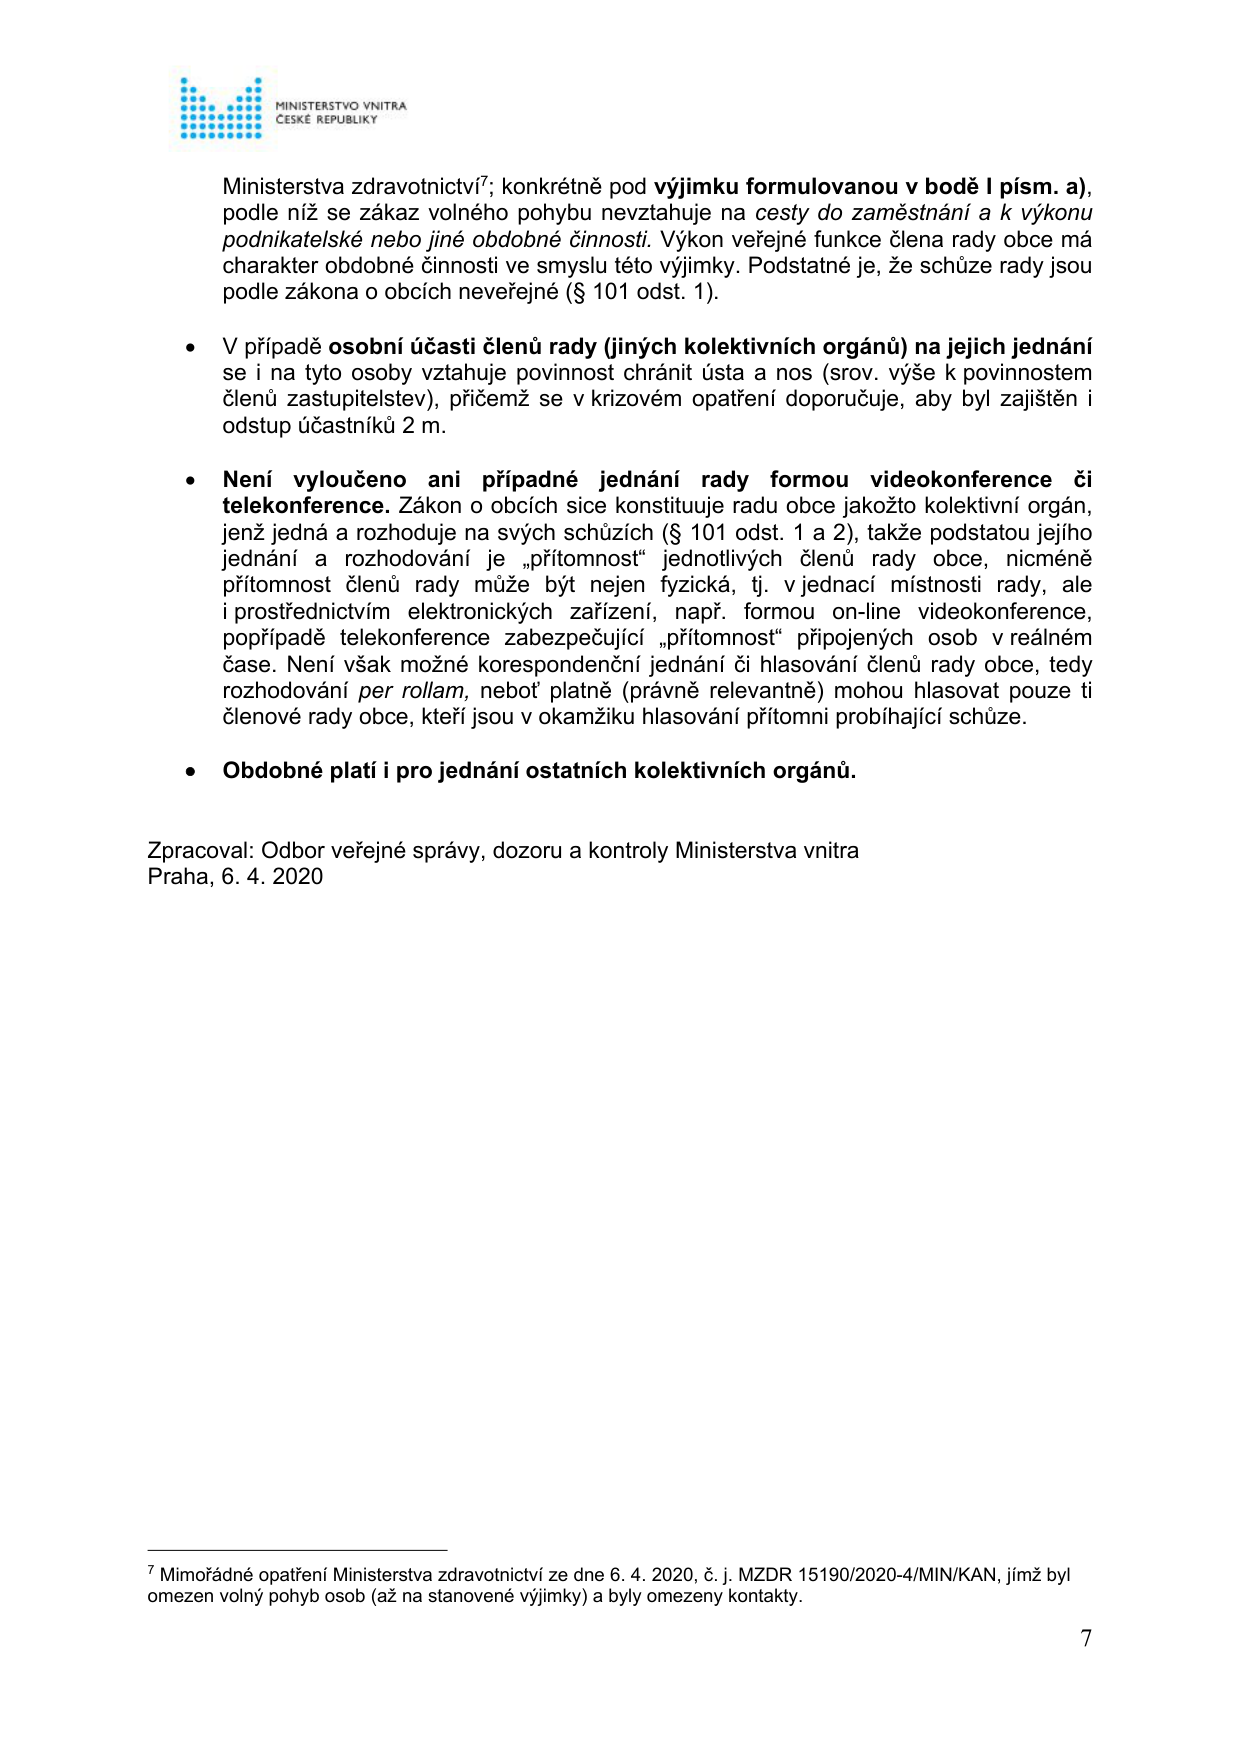 MINISTERSTVO VNITRA
ČESKÉ REPUBLIKY
Ministerstva zdravotnictví7; konkrétně pod výjimku formulovanou v bodě I písm. a),
podle níž se zákaz volného pohybu nevztahuje na cesty do zaměstnání a k výkonu
podnikatelské nebo jiné obdobné činnosti. Výkon veřejné funkce člena rady obce má
charakter obdobné činnosti ve smyslu této výjimky. Podstatné je, že schůze rady jsou
podle zákona o obcích neveřejné (§ 101 odst. 1).
• V případě osobní účasti členů rady (jiných kolektivních orgánů) na jejich jednání
se i na tyto osoby vztahuje povinnost chránit ústa a nos (srov. výše k povinnostem
členů zastupitelstev), přičemž se v krizovém opatření doporučuje, aby byl zajištěn i
odstup účastníků 2 m.
• Není vyloučeno ani případné jednání rady formou videokonference či
telekonference. Zákon o obcích sice konstituuje radu obce jakožto kolektivní orgán,
jenž jedná a rozhoduje na svých schůzích (§ 101 odst. 1 a 2), takže podstatou jejího
jednání a rozhodování je „přítomnost“ jednotlivých členů rady obce, nicméně
přítomnost členů rady může být nejen fyzická, tj. v jednací místnosti rady, ale
i prostřednictvím elektronických zařízení, např. formou on-line videokonference,
popřípadě telekonference zabezpečující „přítomnost“ připojených osob v reálném
čase. Není však možné korespondenční jednání či hlasování členů rady obce, tedy
rozhodování per rollam, neboť platně (právně relevantně) mohou hlasovat pouze ti
členové rady obce, kteří jsou v okamžiku hlasování přítomni probíhající schůze.
• Obdobné platí i pro jednání ostatních kolektivních orgánů.
Zpracoval: Odbor veřejné správy, dozoru a kontroly Ministerstva vnitra
Praha, 6. 4. 2020
7 Mimořádné opatření Ministerstva zdravotnictví ze dne 6. 4. 2020, č. j. MZDR 15190/2020-4/MIN/KAN, jímž byl
omezen volný pohyb osob (až na stanovené výjimky) a byly omezeny kontakty.
7